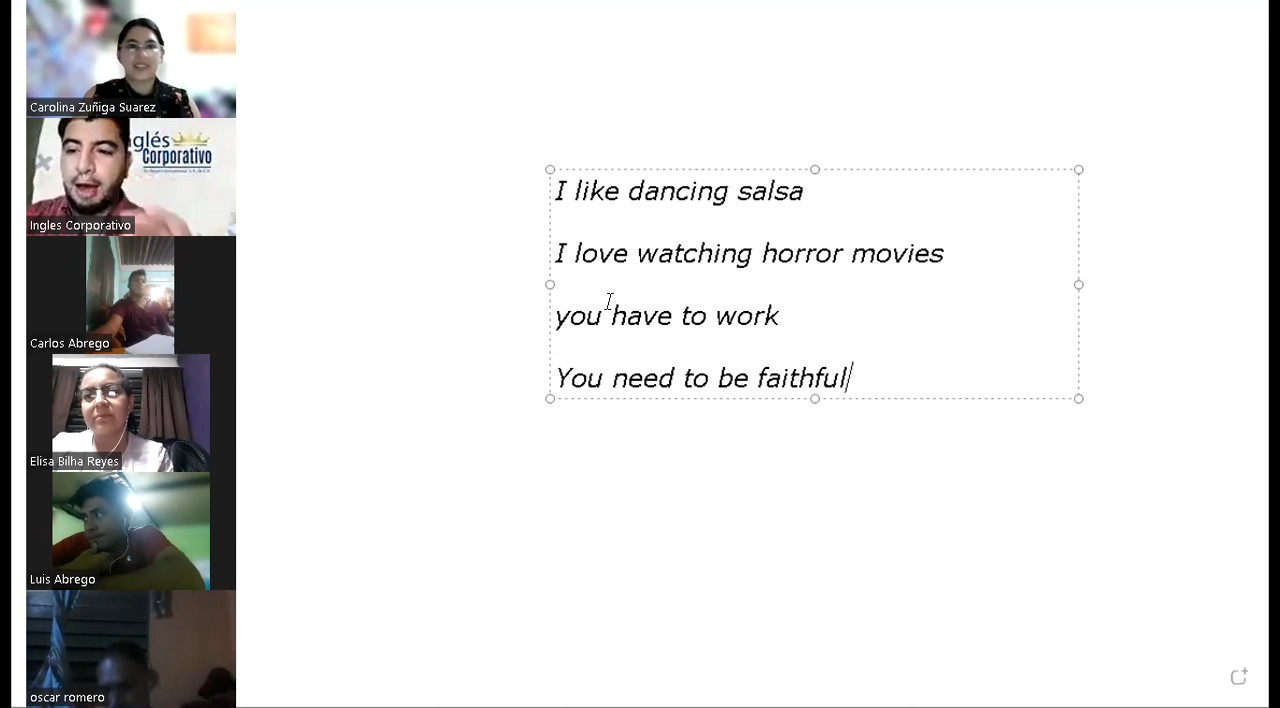 Carolina Zuñiga Suarez
glés
Corporativo
Ingles Corporativo
Carlos Abrego
Elisa Bilha Reyes
Luis Abrego
oscar romero
I like dancing salsa
I love watching horror movies
you have to work
You need to be faithful